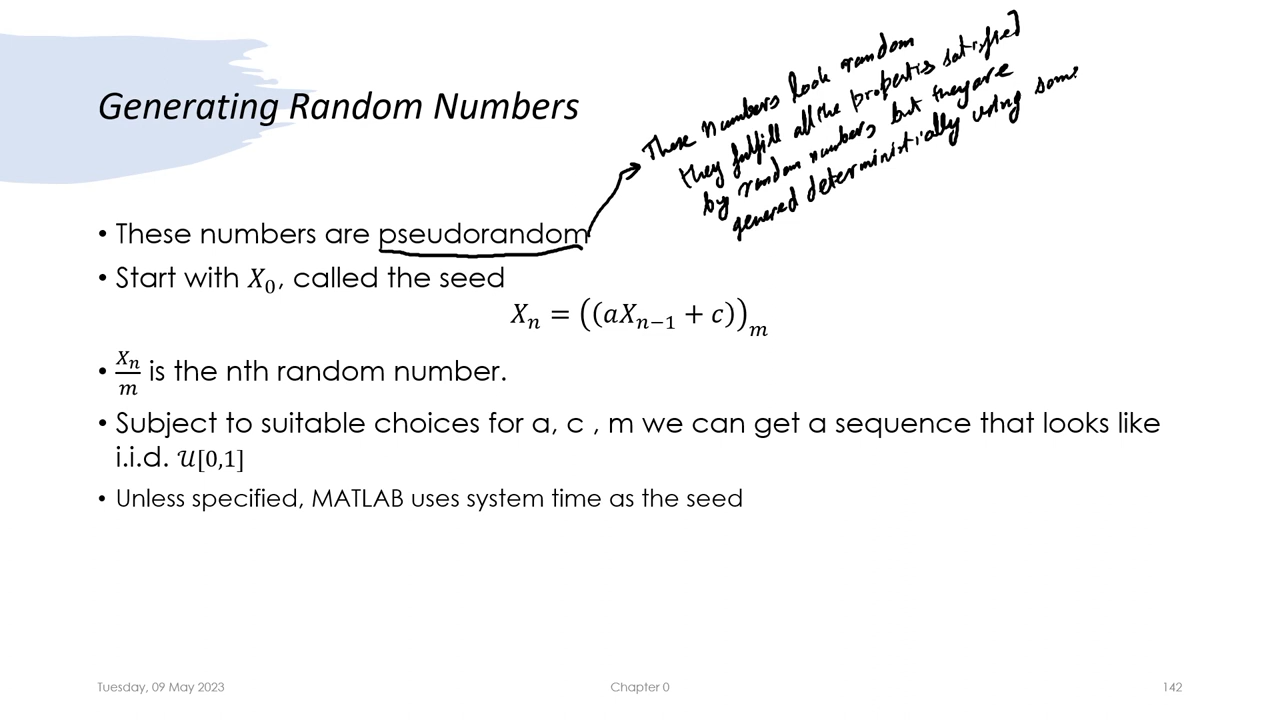 Generating Random Numbers
These numbers look random
they fulfill all the properties satisfied
by random numbers but they are
genered deterministially using some
• These numbers are pseudorandom
• Start with X₀, called the seed
Xₙ = ((aXₙ₋₁ + c))ₘ
• Xₙ/m is the nth random number.
• Subject to suitable choices for a, c , m we can get a sequence that looks like
i.i.d. 𝒰[0,1]
• Unless specified, MATLAB uses system time as the seed
Tuesday, 09 May 2023 Chapter 0 142